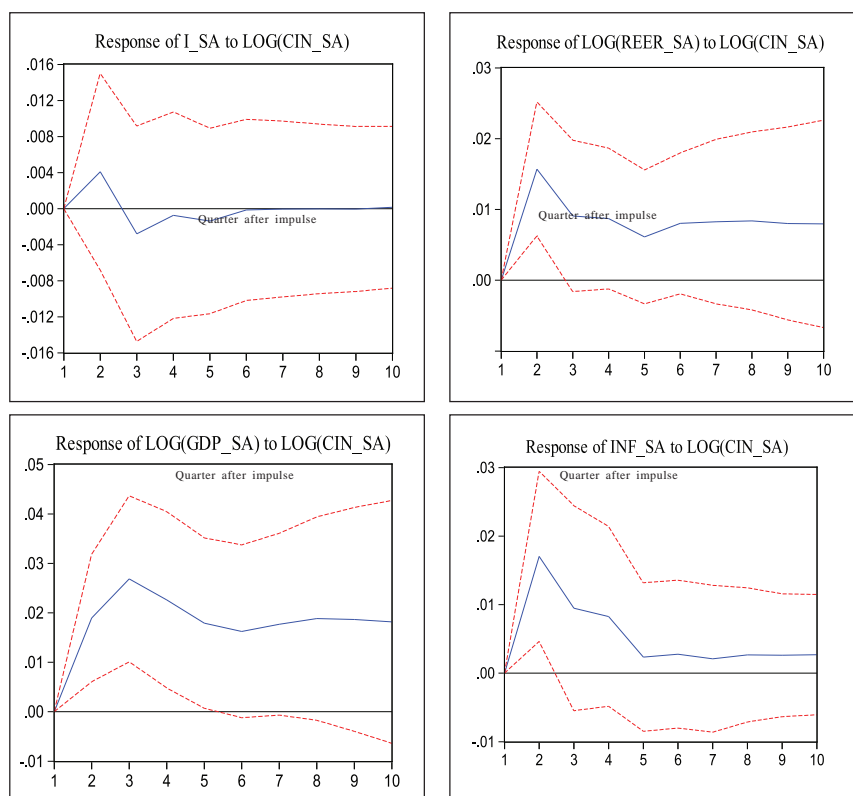 Response of I_SA to LOG(CIN_SA)
.016
.012
.008
.004
.000
-.004
-.008
-.012
-.016
Quarter after impulse
1 2 3 4 5 6 7 8 9 10
Response of LOG(REER_SA) to LOG(CIN_SA)
.03
.02
.01
.00
Quarter after impulse
1 2 3 4 5 6 7 8 9 10
Response of LOG(GDP_SA) to LOG(CIN_SA)
.05
.04
.03
.02
.01
.00
-.01
Quarter after impulse
1 2 3 4 5 6 7 8 9 10
Response of INF_SA to LOG(CIN_SA)
.03
.02
.01
.00
-.01
Quarter after impulse
1 2 3 4 5 6 7 8 9 10